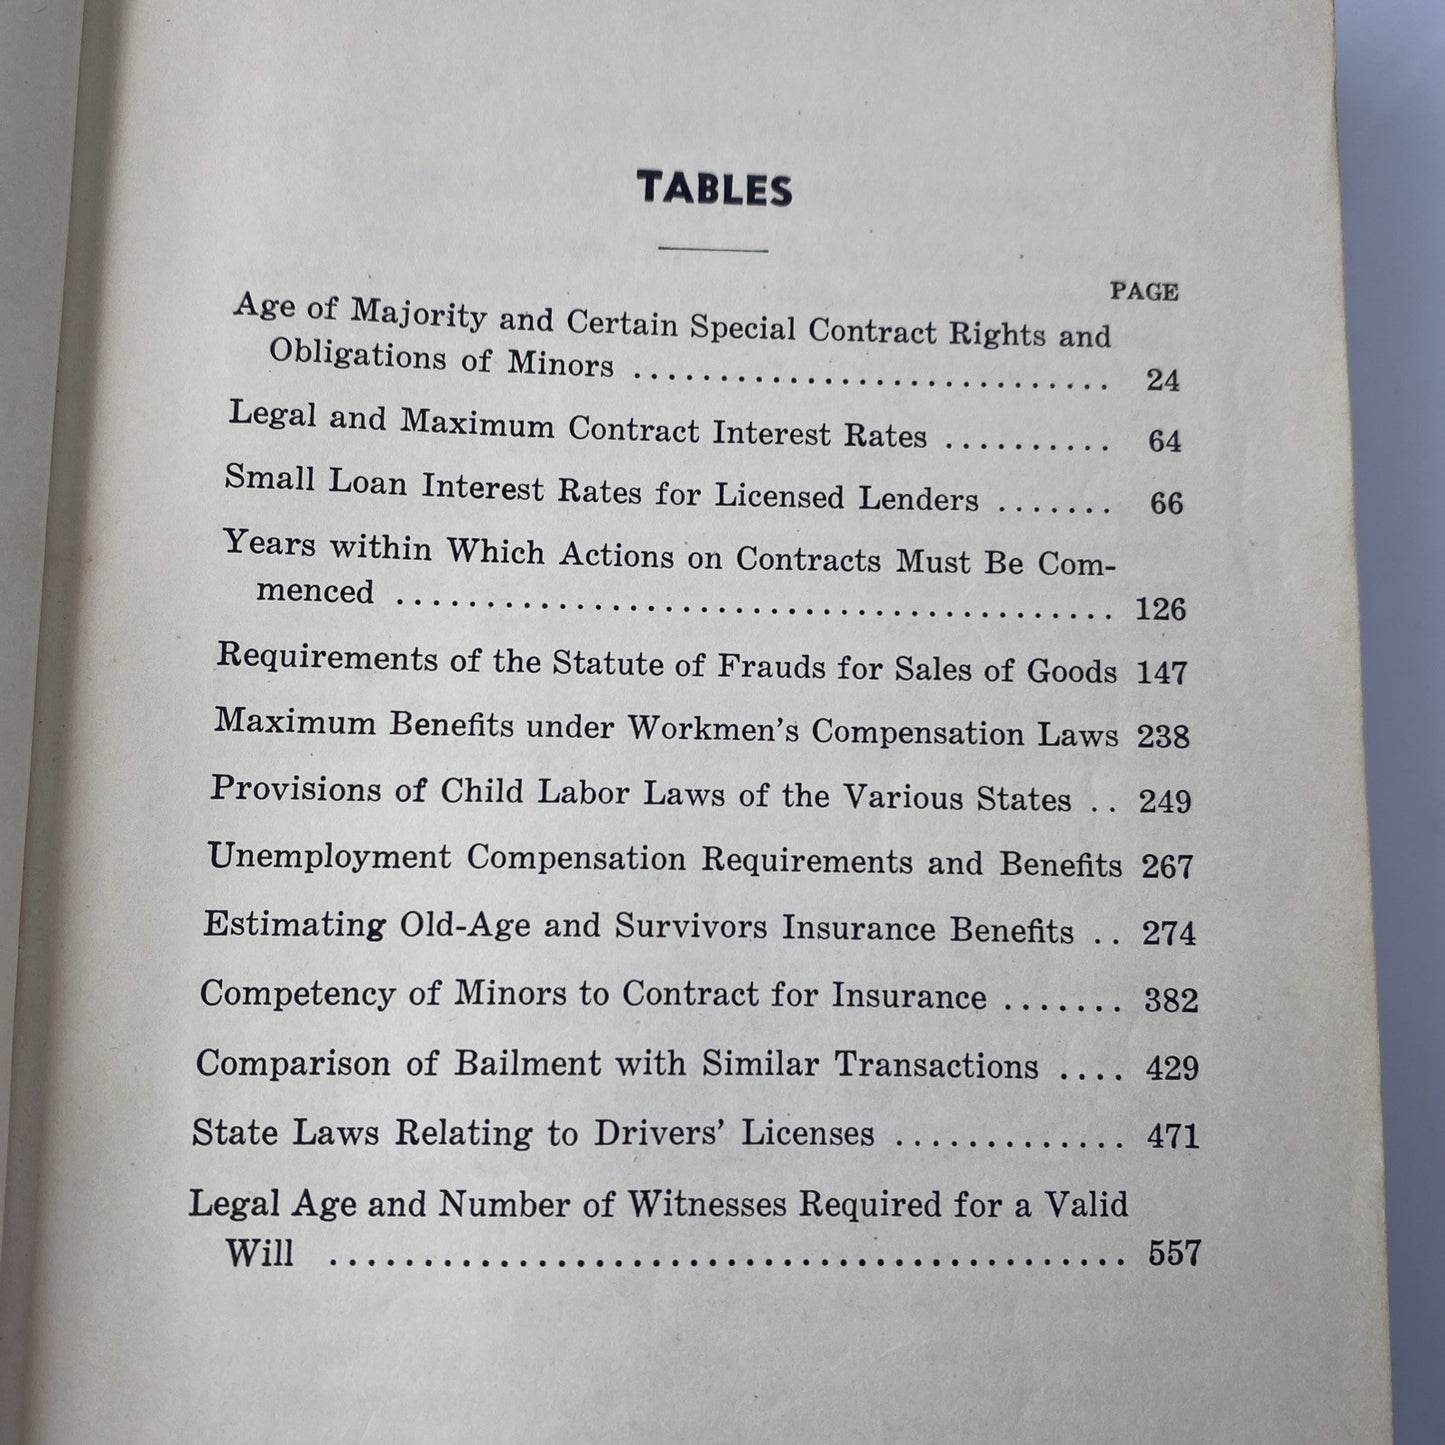 TABLES
PAGE
Age of Majority and Certain Special Contract Rights and
Obligations of Minors .............................. 24
Legal and Maximum Contract Interest Rates ........... 64
Small Loan Interest Rates for Licensed Lenders ....... 66
Years within Which Actions on Contracts Must Be Com-
menced ............................................. 126
Requirements of the Statute of Frauds for Sales of Goods 147
Maximum Benefits under Workmen's Compensation Laws 238
Provisions of Child Labor Laws of the Various States .. 249
Unemployment Compensation Requirements and Benefits 267
Estimating Old-Age and Survivors Insurance Benefits .. 274
Competency of Minors to Contract for Insurance ....... 382
Comparison of Bailment with Similar Transactions .... 429
State Laws Relating to Drivers' Licenses ............. 471
Legal Age and Number of Witnesses Required for a Valid
Will ............................................... 557